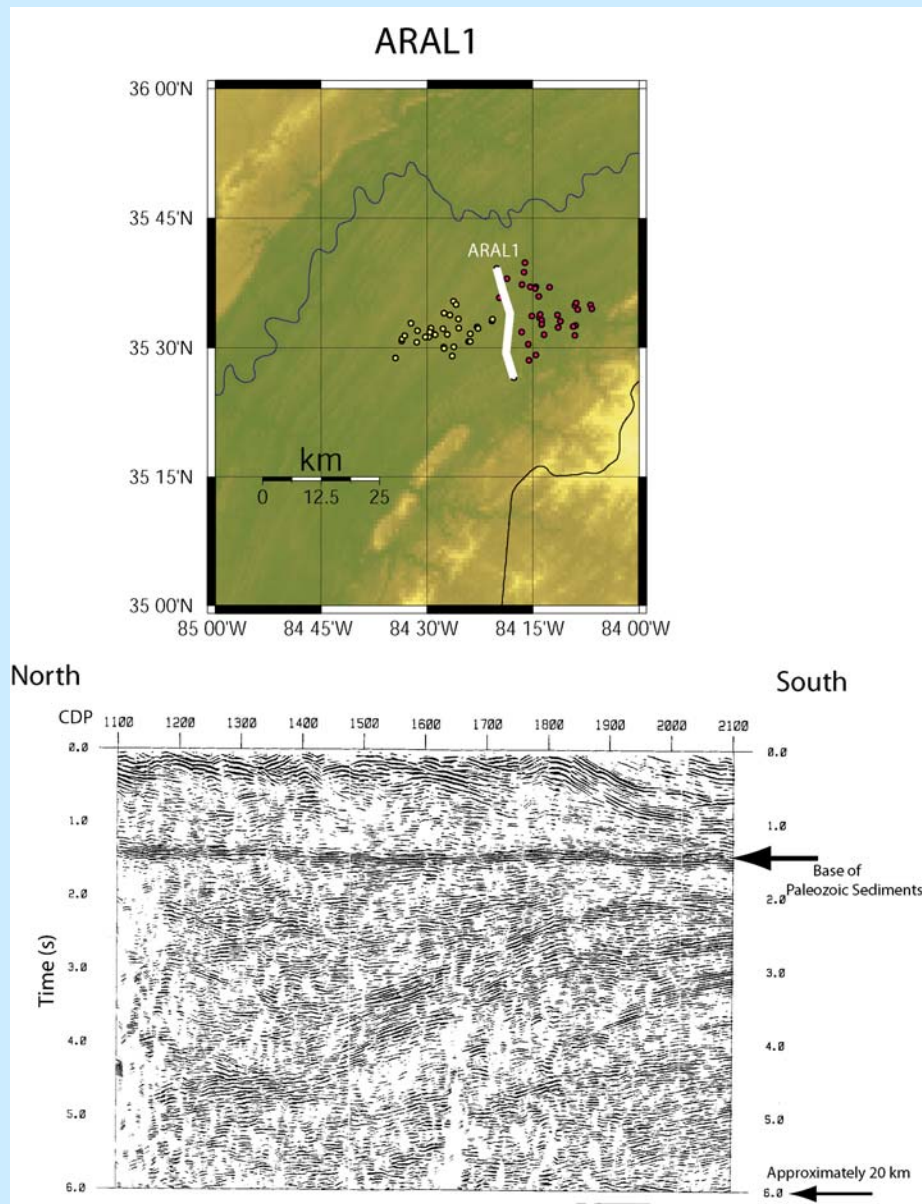 ARAL1
36 00'N
35 45'N
ARAL1
35 30'N
km
0 12.5 25
35 15'N
35 00'N
85 00'W 84 45'W 84 30'W 84 15'W 84 00'W
North
South
CDP 1100 1200 1300 1400 1500 1600 1700 1800 1900 2000 2100
0.0 0.0
1.0 1.0
Base of
Paleozoic Sediments
2.0 2.0
Time (s)
3.0 3.0
4.0 4.0
5.0 5.0
Approximately 20 km
6.0 6.0